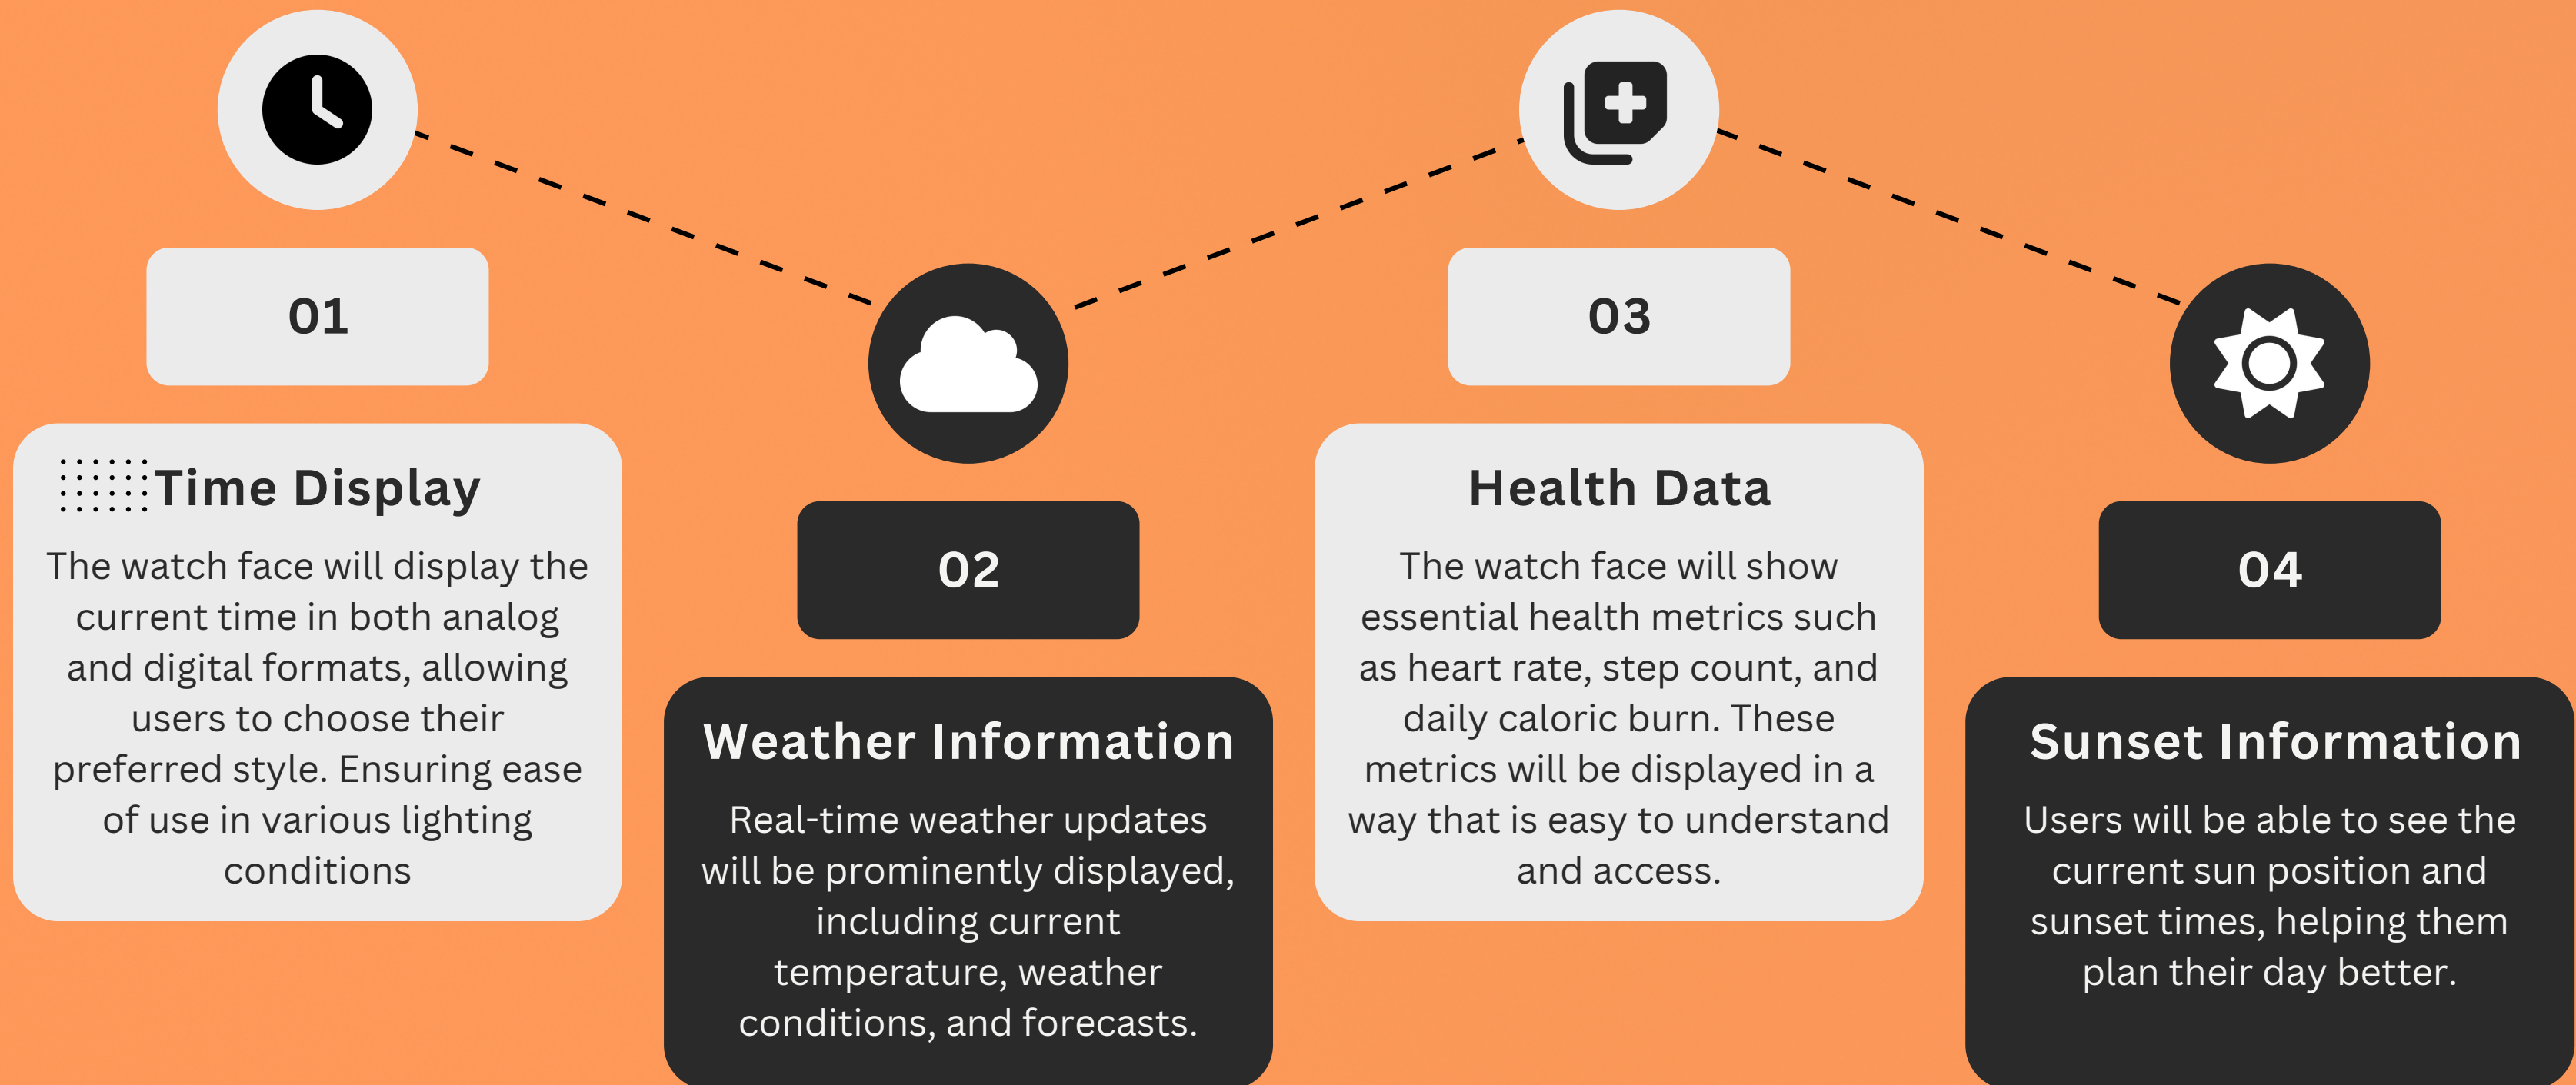 01
Time Display
The watch face will display the
current time in both analog
and digital formats, allowing
users to choose their
preferred style. Ensuring ease
of use in various lighting
conditions
02
Weather Information
Real-time weather updates
will be prominently displayed,
including current
temperature, weather
conditions, and forecasts.
03
Health Data
The watch face will show
essential health metrics such
as heart rate, step count, and
daily caloric burn. These
metrics will be displayed in a
way that is easy to understand
and access.
04
Sunset Information
Users will be able to see the
current sun position and
sunset times, helping them
plan their day better.